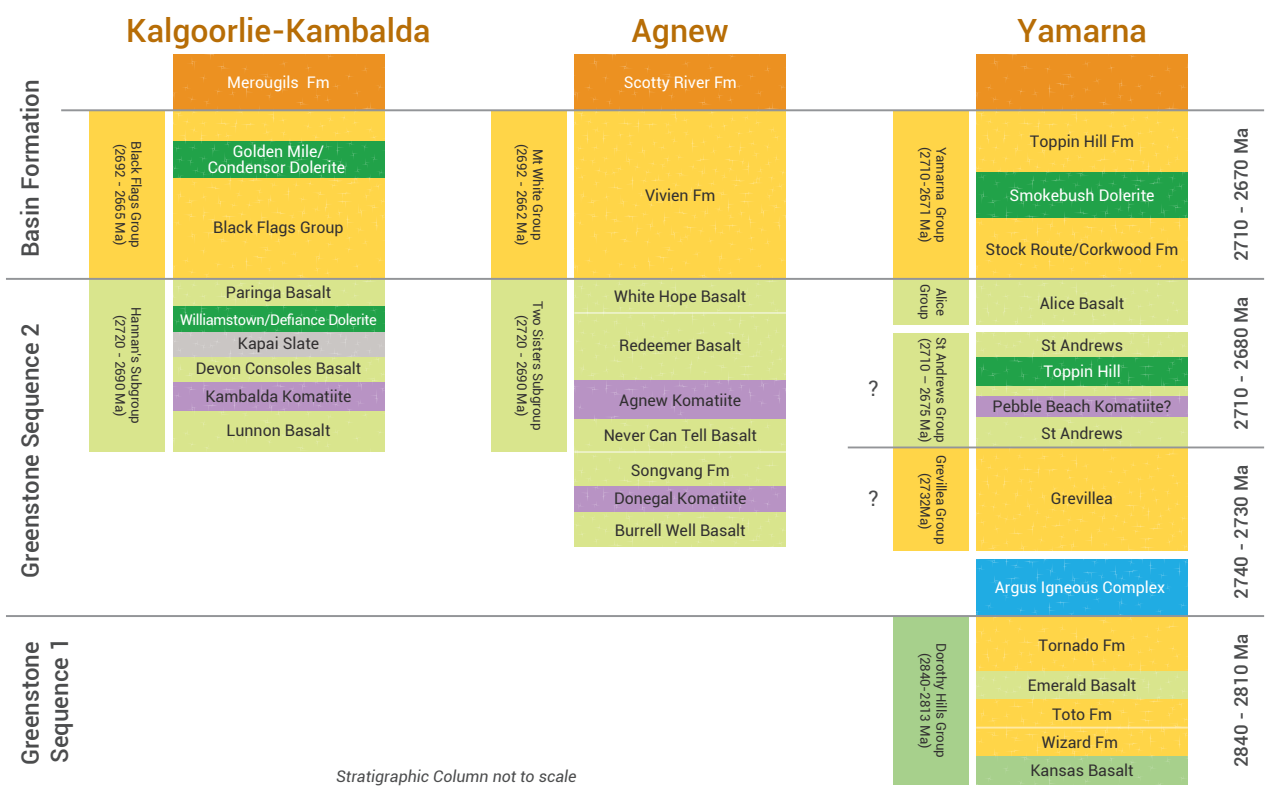 Kalgoorlie-Kambalda
Agnew
Yamarna
Basin Formation
Greenstone Sequence 2
Greenstone
Sequence 1
Merougils Fm
Black Flags Group
(2692 - 2665 Ma)
Golden Mile/
Condensor Dolerite
Black Flags Group
Hannan's Subgroup
(2720 - 2690 Ma)
Paringa Basalt
Williamstown/Defiance Dolerite
Kapai Slate
Devon Consoles Basalt
Kambalda Komatiite
Lunnon Basalt
Scotty River Fm
Mt White Group
(2692 - 2662 Ma)
Vivien Fm
Two Sisters Subgroup
(2720 - 2690 Ma)
White Hope Basalt
Redeemer Basalt
Agnew Komatiite
Never Can Tell Basalt
Songvang Fm
Donegal Komatiite
Burrell Well Basalt
Yamarna Group
(2710-2671 Ma)
Toppin Hill Fm
Smokebush Dolerite
Stock Route/Corkwood Fm
Alice
Group
Alice Basalt
?
St Andrews Group
(2710 – 2675 Ma)
St Andrews
Toppin Hill
Pebble Beach Komatiite?
St Andrews
?
Grevillea Group
(2732Ma)
Grevillea
Argus Igneous Complex
Dorothy Hills Group
(2840-2813 Ma)
Tornado Fm
Emerald Basalt
Toto Fm
Wizard Fm
Kansas Basalt
2710 - 2670 Ma
2710 - 2680 Ma
2740 - 2730 Ma
2840 - 2810 Ma
Stratigraphic Column not to scale